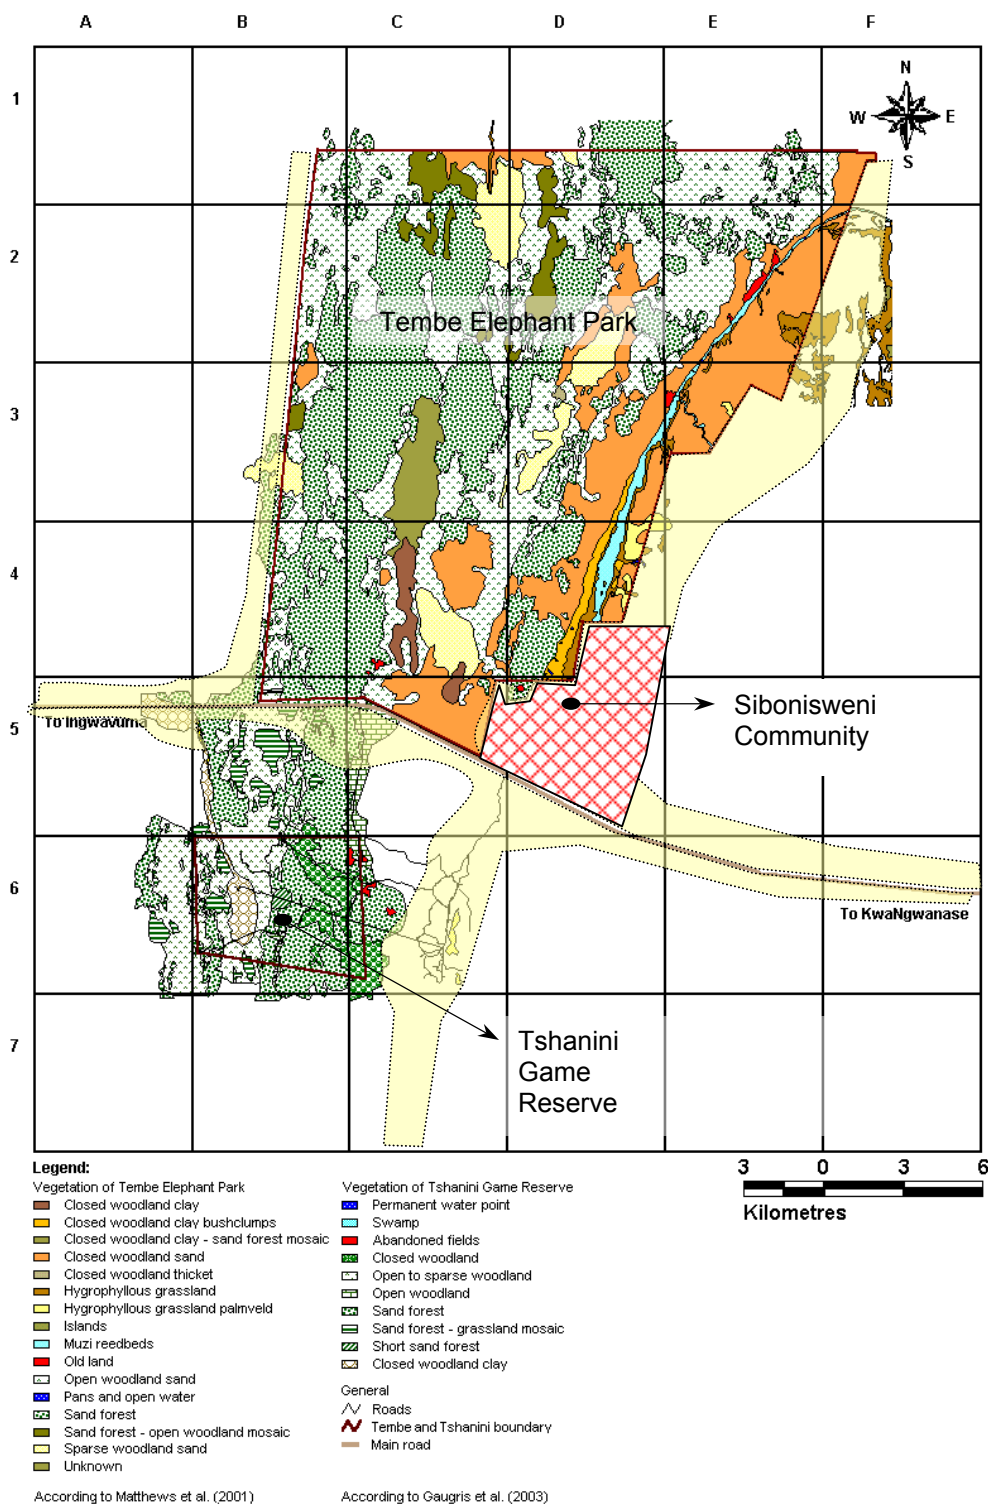 A B C D E F
1
N
W E
S
2
Tembe Elephant Park
3
4
5
To Ingwavuma
Sibonisweni
Community
6
To KwaNgwanase
7
Tshanini
Game
Reserve
Legend:
Vegetation of Tembe Elephant Park
Closed woodland clay
Closed woodland clay bushclumps
Closed woodland clay - sand forest mosaic
Closed woodland sand
Closed woodland thicket
Hygrophyllous grassland
Hygrophyllous grassland palmveld
Islands
Muzi reedbeds
Old land
Open woodland sand
Pans and open water
Sand forest
Sand forest - open woodland mosaic
Sparse woodland sand
Unknown
According to Matthews et al. (2001)
Vegetation of Tshanini Game Reserve
Permanent water point
Swamp
Abandoned fields
Closed woodland
Open to sparse woodland
Open woodland
Sand forest
Sand forest - grassland mosaic
Short sand forest
Closed woodland clay
General
Roads
Tembe and Tshanini boundary
Main road
According to Gaugris et al. (2003)
3 0 3 6
Kilometres